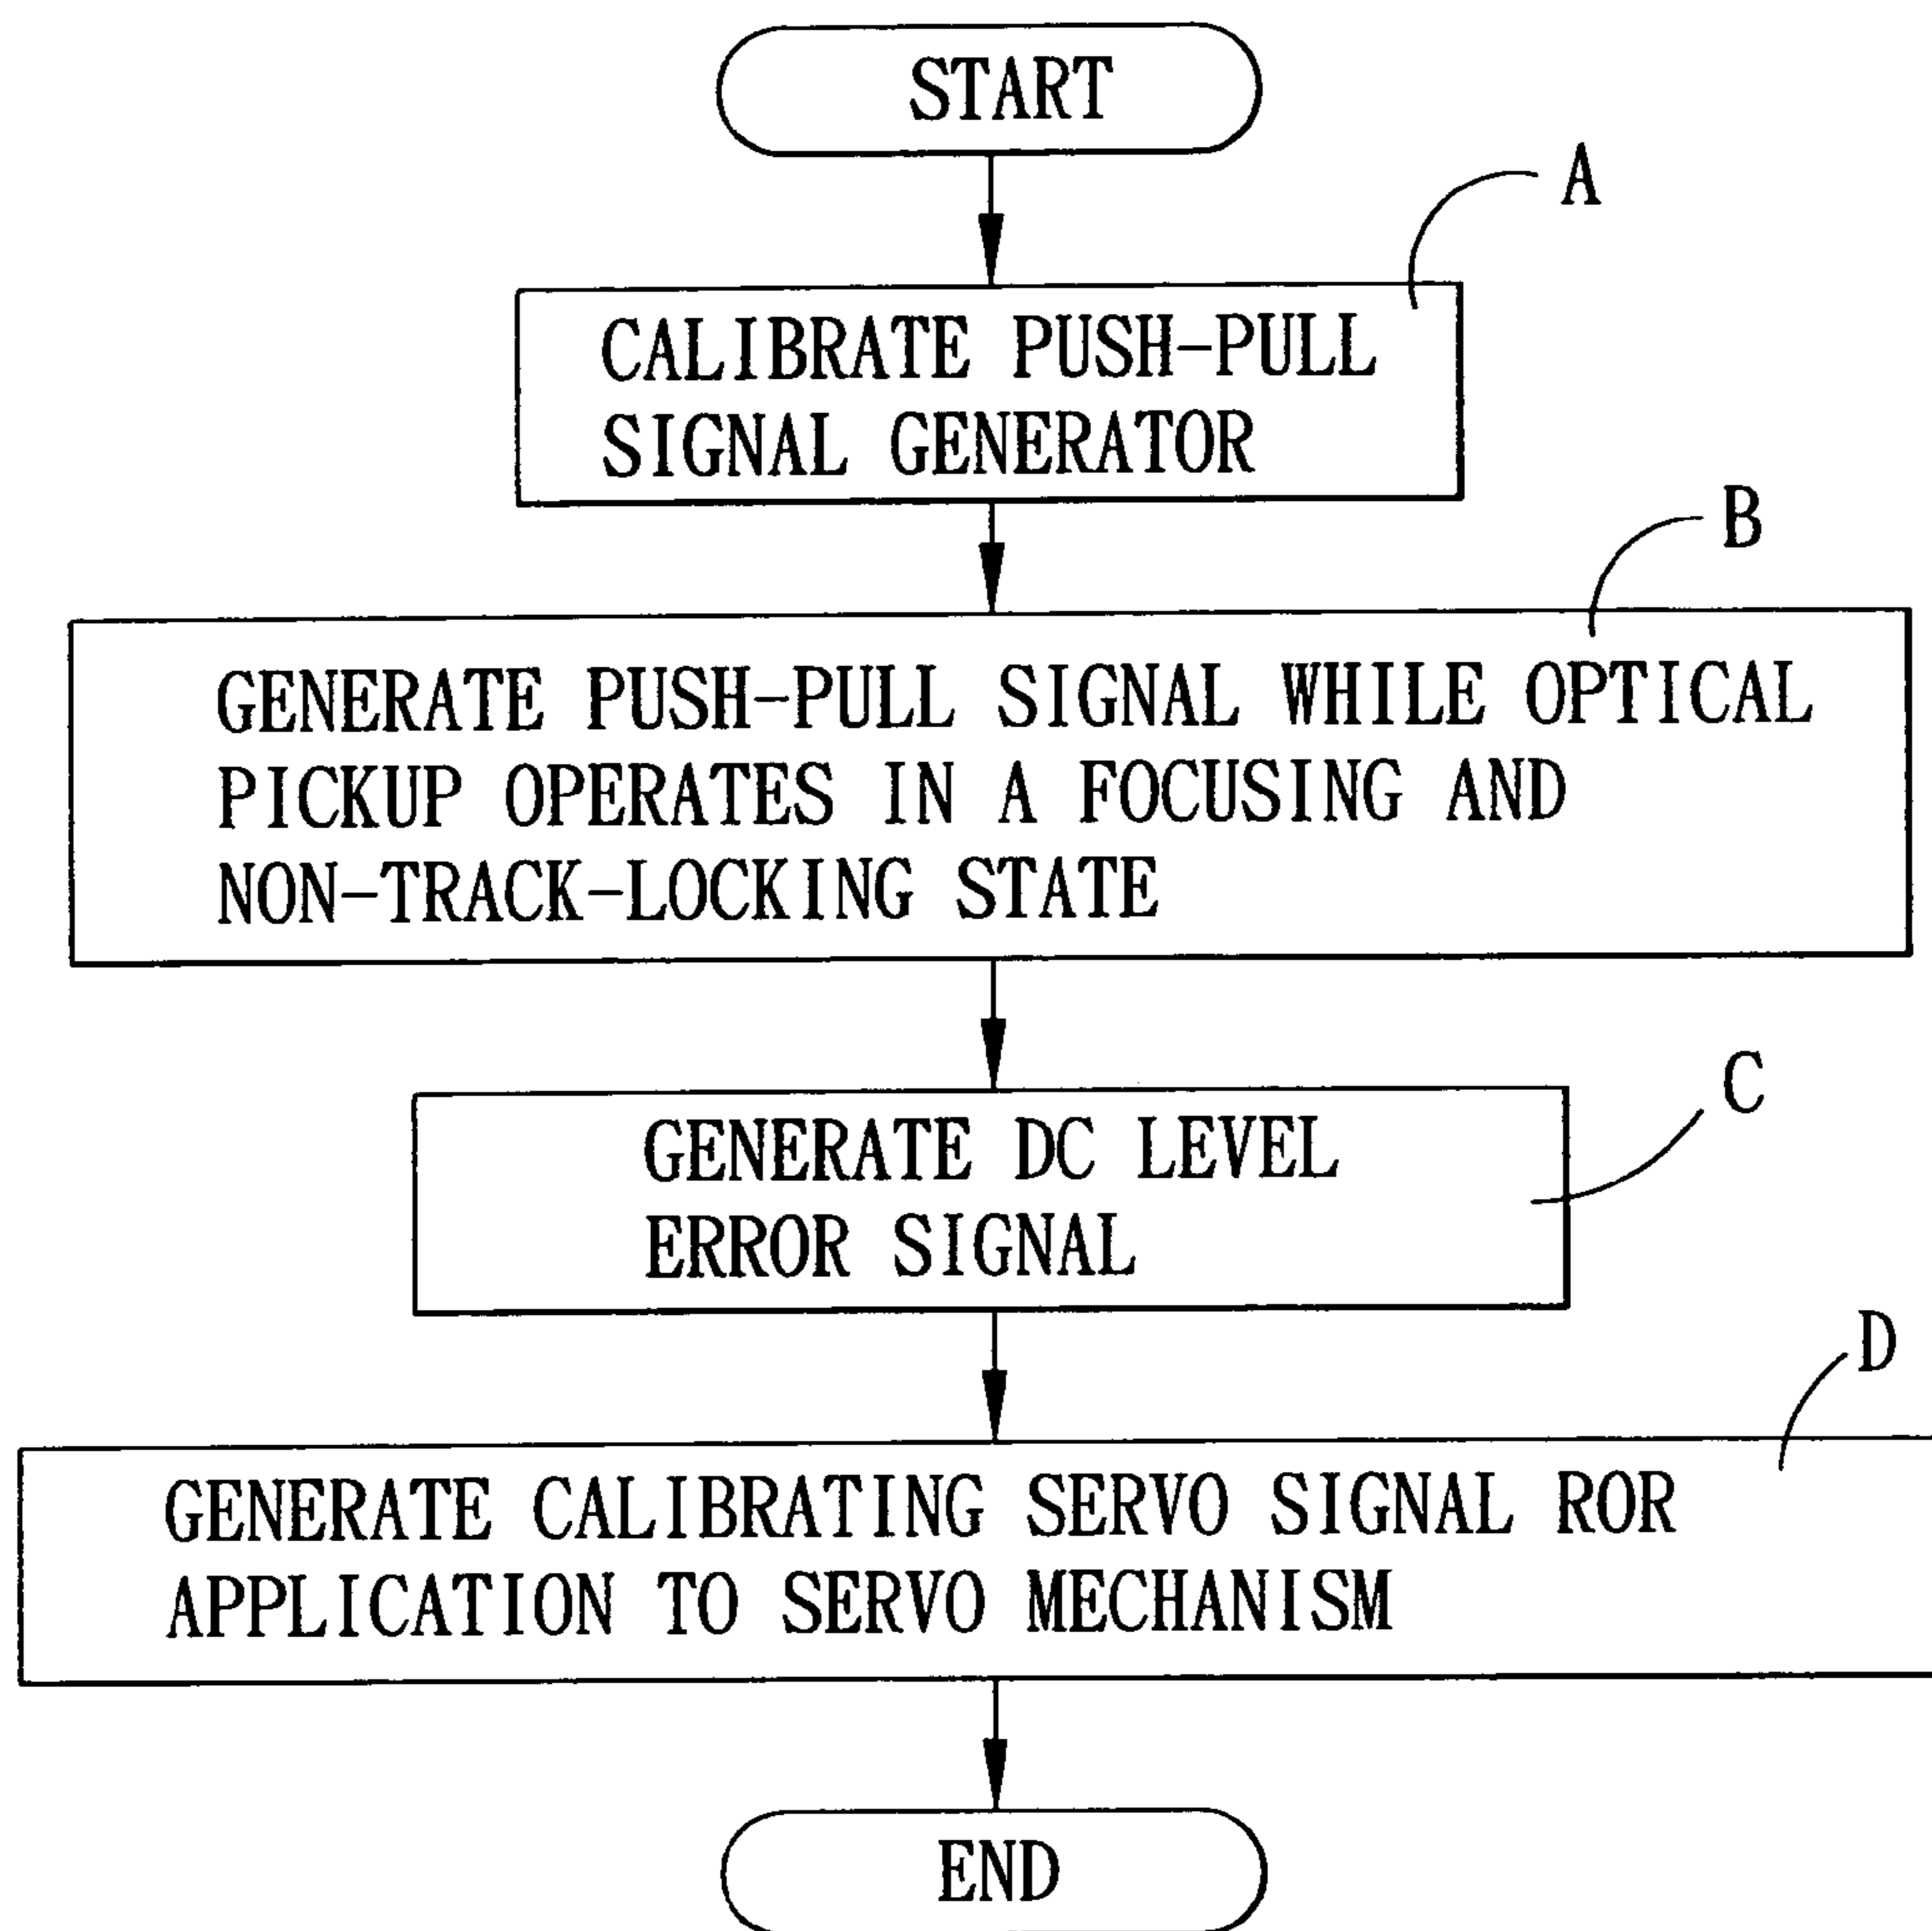 START
A
CALIBRATE PUSH-PULL
SIGNAL GENERATOR
B
GENERATE PUSH-PULL SIGNAL WHILE OPTICAL
PICKUP OPERATES IN A FOCUSING AND
NON-TRACK-LOCKING STATE
C
GENERATE DC LEVEL
ERROR SIGNAL
D
GENERATE CALIBRATING SERVO SIGNAL ROR
APPLICATION TO SERVO MECHANISM
END